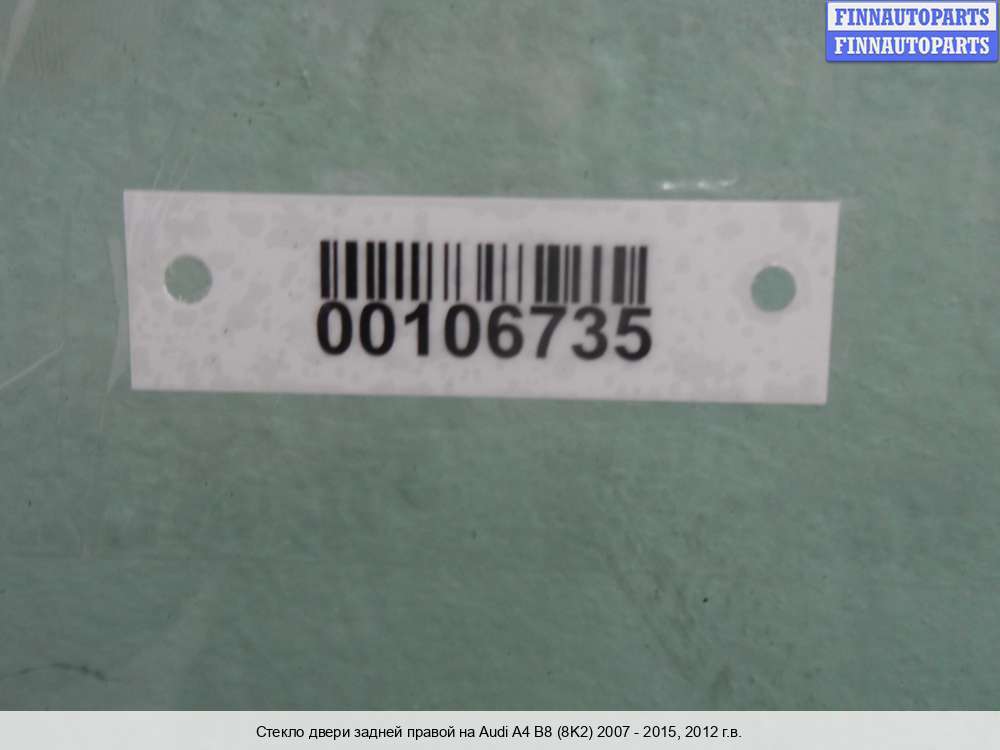 FINNAUTOPARTS
FINNAUTOPARTS
00106735
Стекло двери задней правой на Audi A4 B8 (8K2) 2007 - 2015, 2012 г.в.